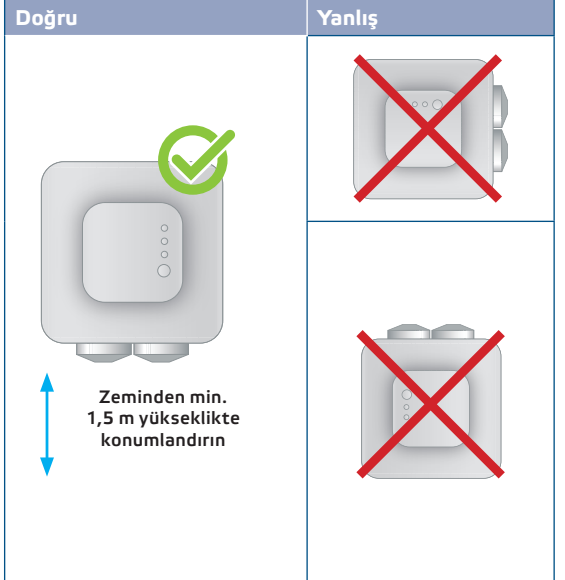 Doğru
Yanlış
Zeminden min.
1,5 m yükseklikte
konumlandırın